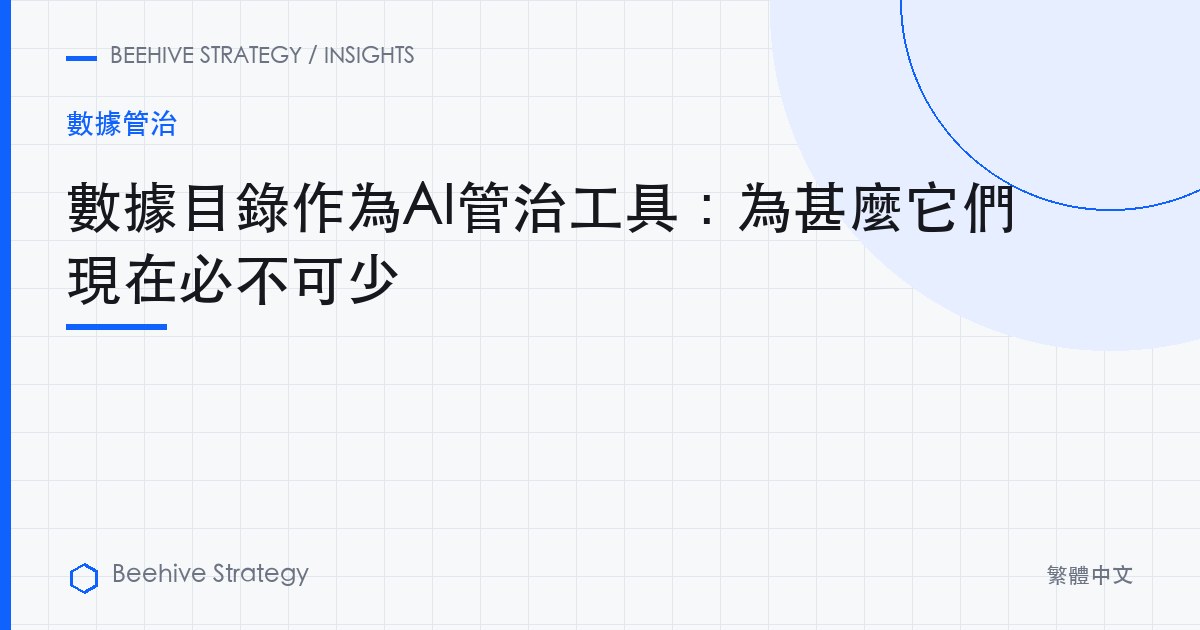 BEEHIVE STRATEGY / INSIGHTS
數據管治
數據目錄作為AI管治工具：為甚麼它們
現在必不可少
Beehive Strategy
繁體中文